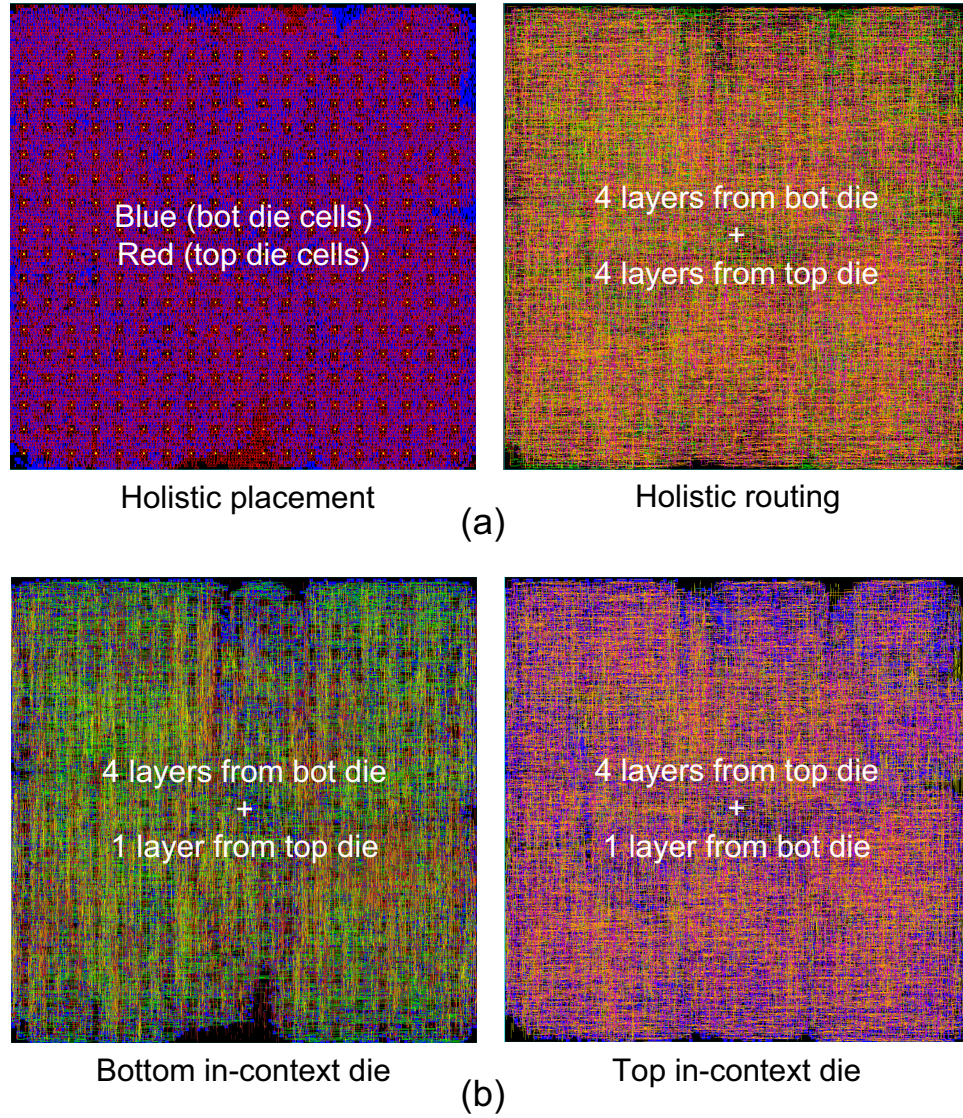 Blue (bot die cells)
Red (top die cells)
4 layers from bot die
+
4 layers from top die
Holistic placement
Holistic routing
(a)
4 layers from bot die
+
1 layer from top die
4 layers from top die
+
1 layer from bot die
Bottom in-context die
Top in-context die
(b)